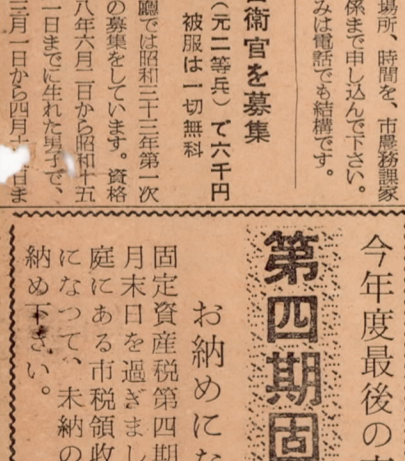 場所、時間を、市農務課家
係まで申し込んで下さい。
みは電話でも結構です。
衛官を募集
(元二等兵)で六千円
被服は一切無料
廳では昭和三十三年第一次
の募集をしています。資格
八年六月二日から昭和十五
一日までに生れた男子で、
三月一日から四月
今年度最後の
第四期固
お納めにな
固定資産税第四期
月末日を過ぎまし
庭にある市税領收
になつて、未納の
納め下さい。